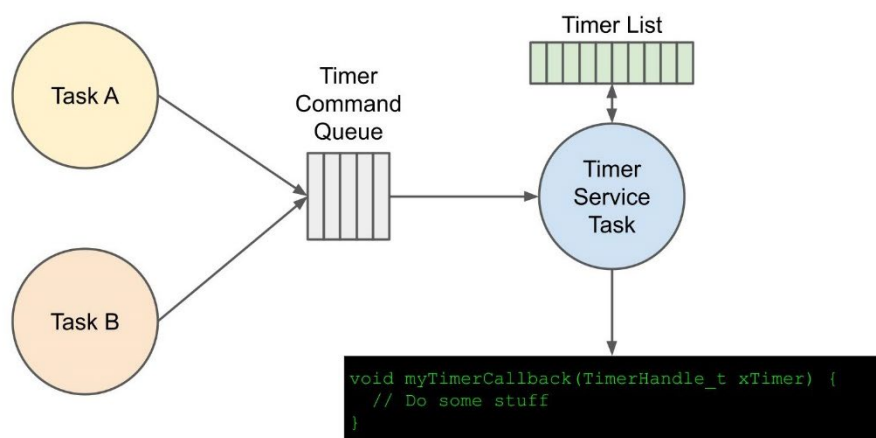 Task A
Timer
Command
Queue
Timer List
Timer
Service
Task
Task B
void myTimerCallback(TimerHandle_t xTimer) {
  // Do some stuff
}